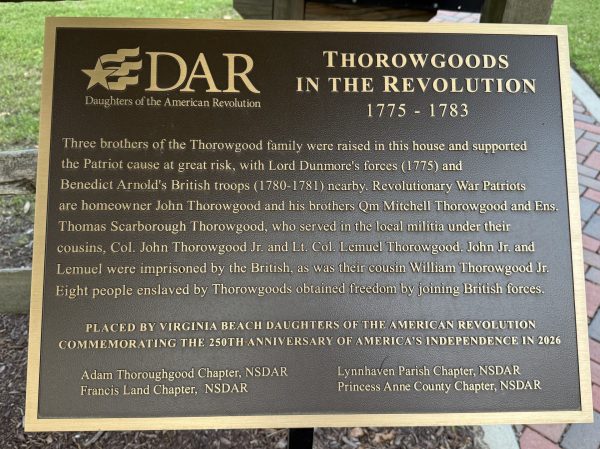 DAR
Daughters of the American Revolution
THOROWGOODS
IN THE REVOLUTION
1775 - 1783
Three brothers of the Thorowgood family were raised in this house and supported
the Patriot cause at great risk, with Lord Dunmore's forces (1775) and
Benedict Arnold's British troops (1780-1781) nearby. Revolutionary War Patriots
are homeowner John Thorowgood and his brothers Qm Mitchell Thorowgood and Ens.
Thomas Scarborough Thorowgood, who served in the local militia under their
cousins, Col. John Thorowgood Jr. and Lt. Col. Lemuel Thorowgood. John Jr. and
Lemuel were imprisoned by the British, as was their cousin William Thorowgood Jr.
Eight people enslaved by Thorowgoods obtained freedom by joining British forces.
PLACED BY VIRGINIA BEACH DAUGHTERS OF THE AMERICAN REVOLUTION
COMMEMORATING THE 250TH ANNIVERSARY OF AMERICA'S INDEPENDENCE IN 2026
Adam Thoroughgood Chapter, NSDAR
Francis Land Chapter, NSDAR
Lynnhaven Parish Chapter, NSDAR
Princess Anne County Chapter, NSDAR